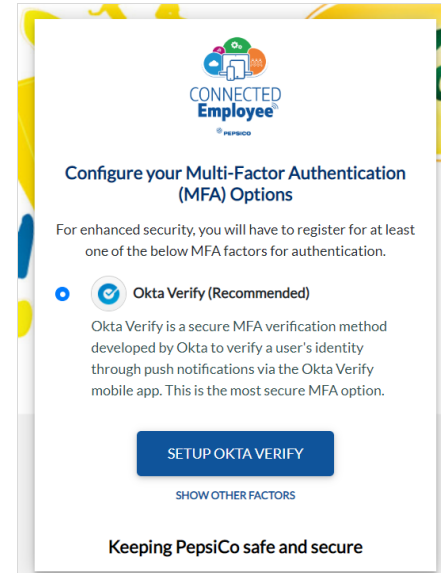 CONNECTED
Employee
PEPSICO
Configure your Multi-Factor Authentication
(MFA) Options
For enhanced security, you will have to register for at least
one of the below MFA factors for authentication.
Okta Verify (Recommended)
Okta Verify is a secure MFA verification method
developed by Okta to verify a user's identity
through push notifications via the Okta Verify
mobile app. This is the most secure MFA option.
SETUP OKTA VERIFY
SHOW OTHER FACTORS
Keeping PepsiCo safe and secure